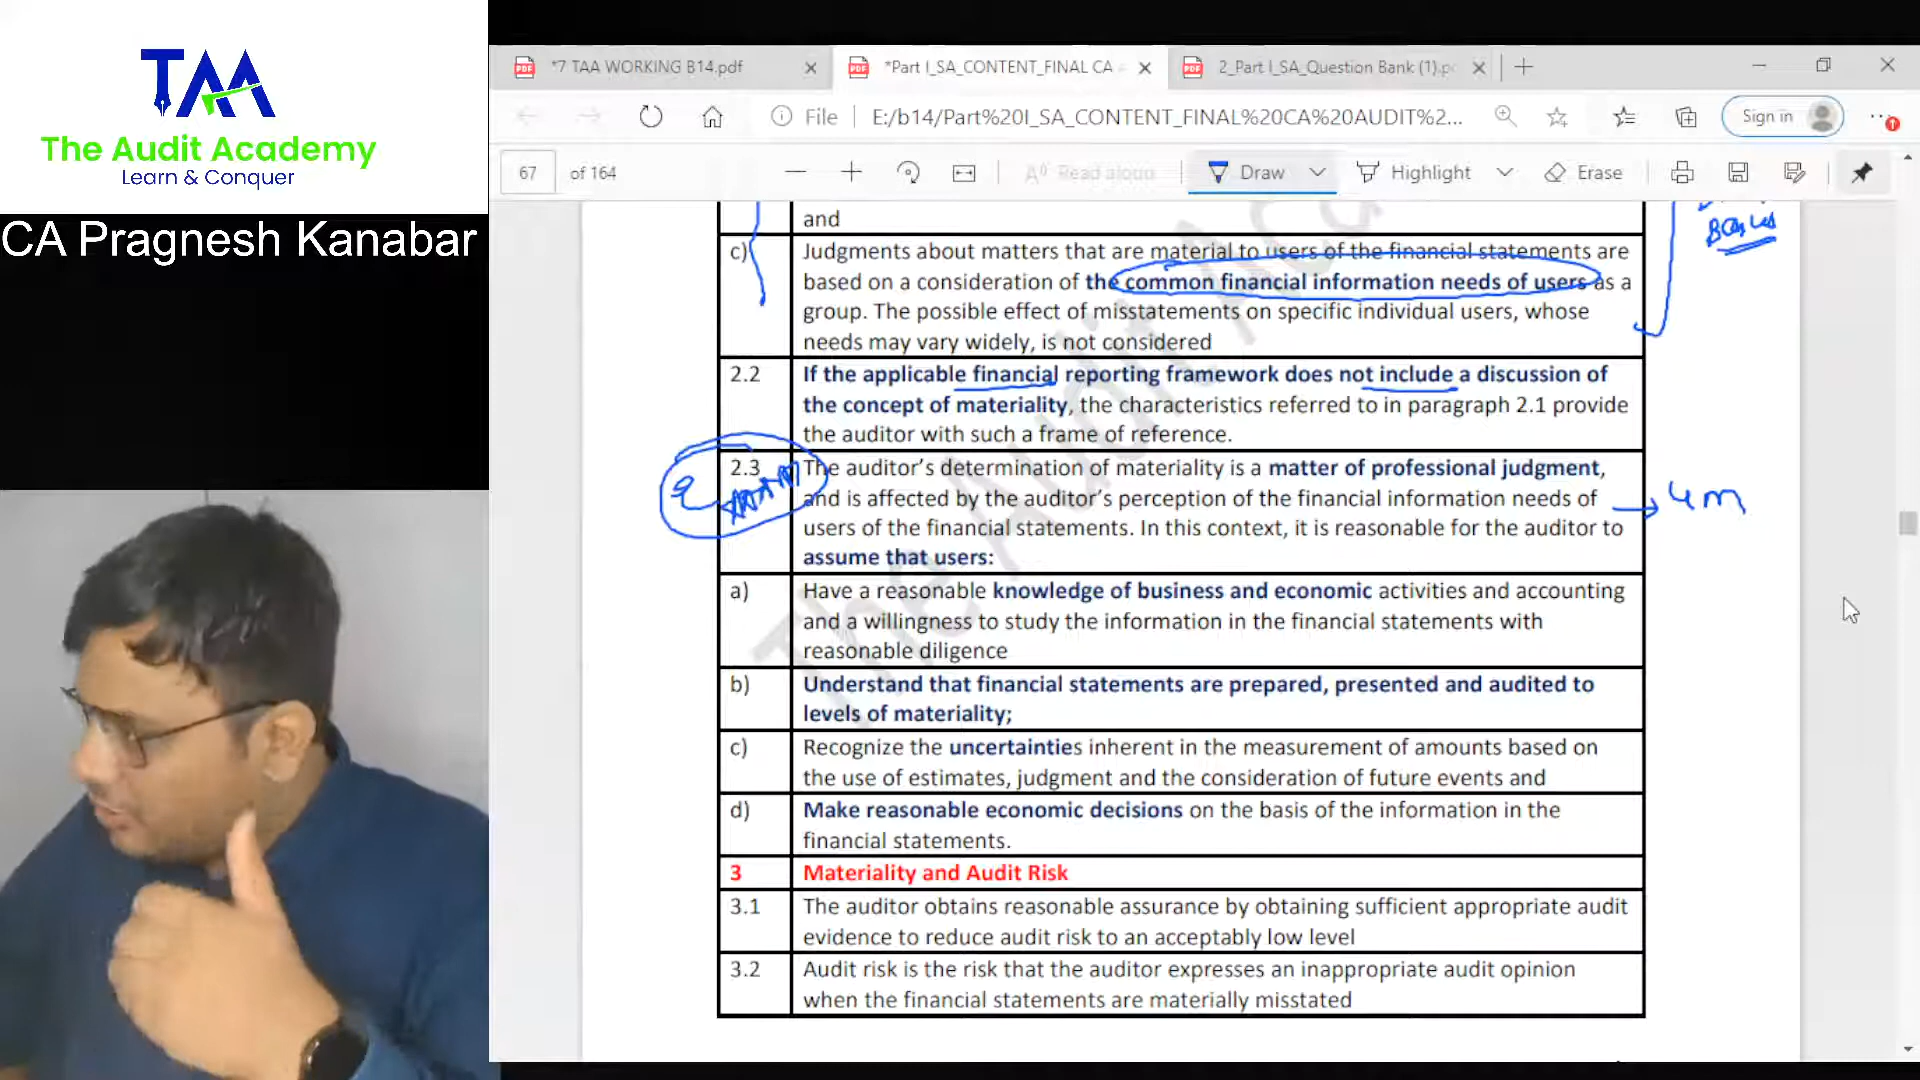 TAA
The Audit Academy
Learn & Conquer
CA Pragnesh Kanabar
*7 TAA WORKING B14.pdf
*Part I_SA_CONTENT_FINAL CA
2_Part I_SA_Question Bank (1).p
File
E:/b14/Part%20I_SA_CONTENT_FINAL%20CA%20AUDIT%2...
Sign in
67 of 164
Read aloud
Draw
Highlight
Erase
and
c) Judgments about matters that are material to users of the financial statements are
based on a consideration of the common financial information needs of users as a
group. The possible effect of misstatements on specific individual users, whose
needs may vary widely, is not considered
2.2 If the applicable financial reporting framework does not include a discussion of
the concept of materiality, the characteristics referred to in paragraph 2.1 provide
the auditor with such a frame of reference.
2.3 The auditor's determination of materiality is a matter of professional judgment,
and is affected by the auditor's perception of the financial information needs of
users of the financial statements. In this context, it is reasonable for the auditor to
assume that users:
4m
a) Have a reasonable knowledge of business and economic activities and accounting
and a willingness to study the information in the financial statements with
reasonable diligence
b) Understand that financial statements are prepared, presented and audited to
levels of materiality;
c) Recognize the uncertainties inherent in the measurement of amounts based on
the use of estimates, judgment and the consideration of future events and
d) Make reasonable economic decisions on the basis of the information in the
financial statements.
3 Materiality and Audit Risk
3.1 The auditor obtains reasonable assurance by obtaining sufficient appropriate audit
evidence to reduce audit risk to an acceptably low level
3.2 Audit risk is the risk that the auditor expresses an inappropriate audit opinion
when the financial statements are materially misstated
The Audit Aca